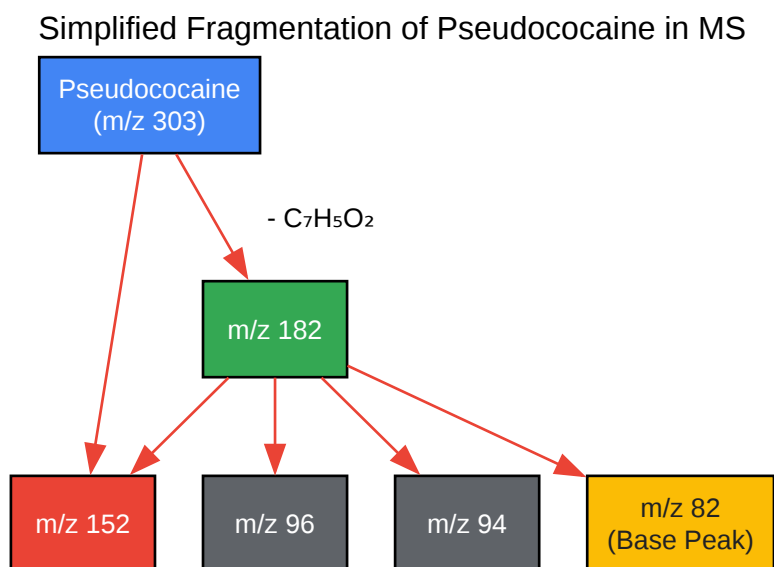 Simplified Fragmentation of Pseudococaine in MS
Pseudococaine
(m/z 303)
- C₇H₅O₂
m/z 182
m/z 152
m/z 96
m/z 94
m/z 82
(Base Peak)